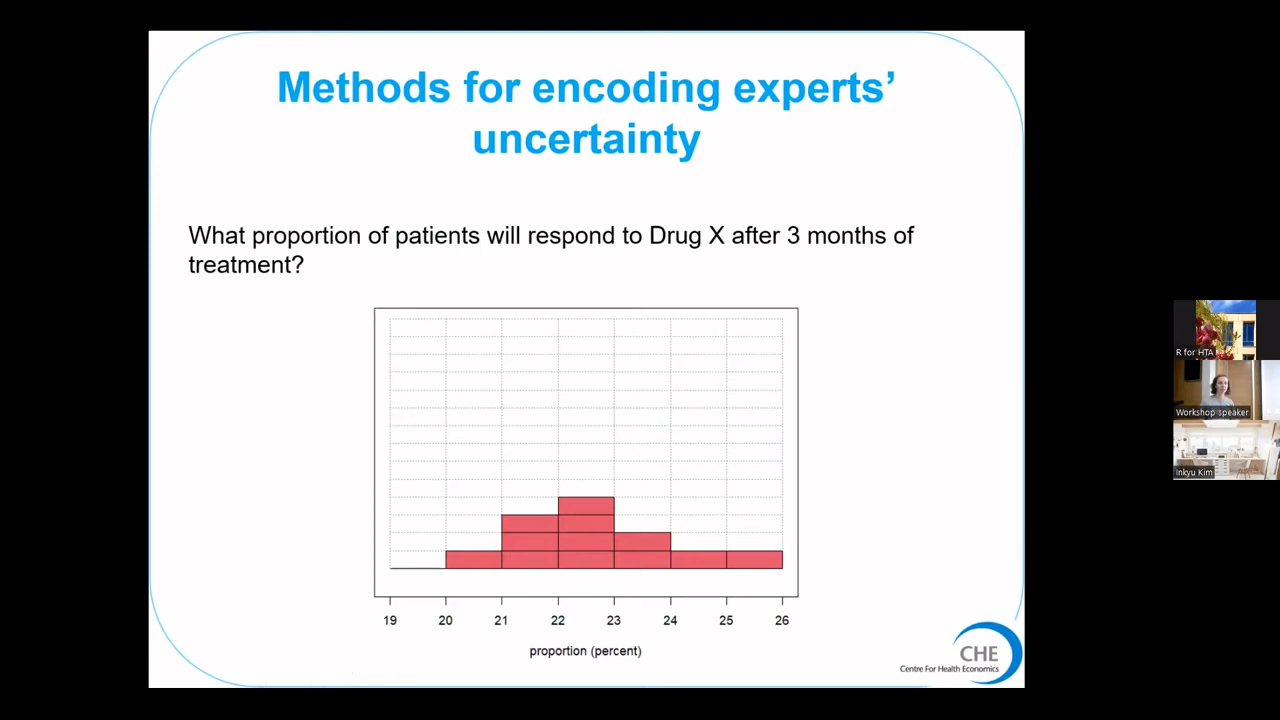 Methods for encoding experts’
uncertainty
What proportion of patients will respond to Drug X after 3 months of
treatment?
19 20 21 22 23 24 25 26
proportion (percent)
CHE
Centre For Health Economics
R for HTA
Workshop speaker
Inkyu Kim